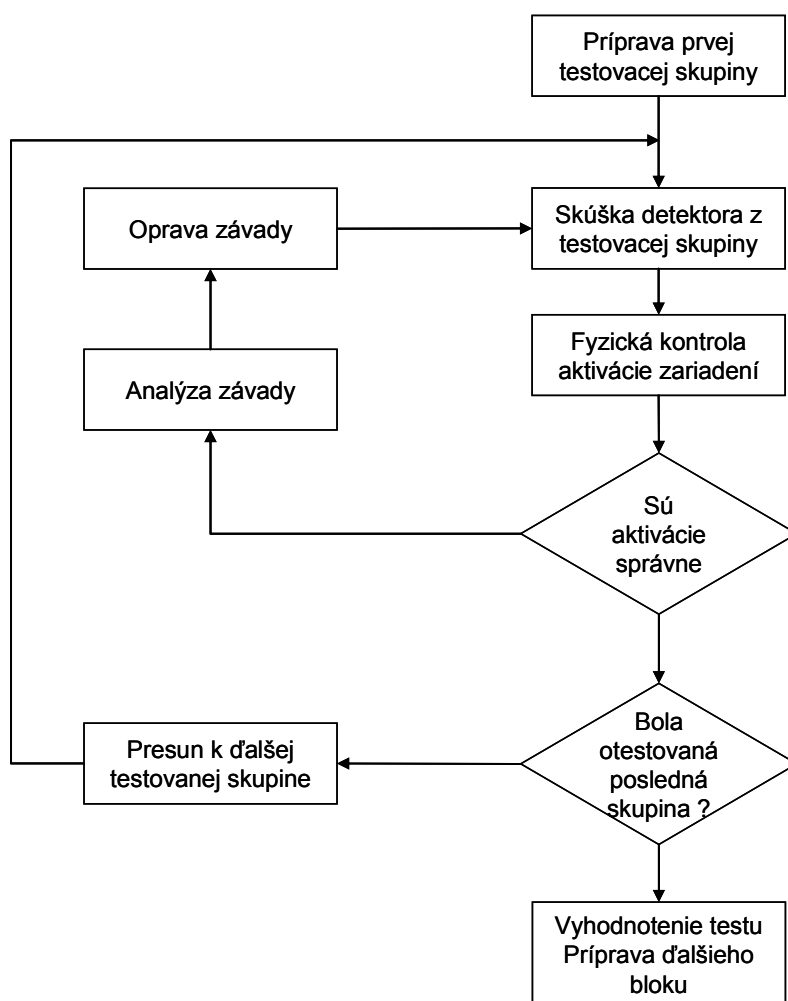 Príprava prvej
testovacej skupiny
Oprava závady
Skúška detektora z
testovacej skupiny
Analýza závady
Fyzická kontrola
aktivácie zariadení
Sú
aktivácie
správne
Presun k ďalšej
testovanej skupine
Bola
otestovaná
posledná
skupina ?
Vyhodnotenie testu
Príprava ďalšieho
bloku